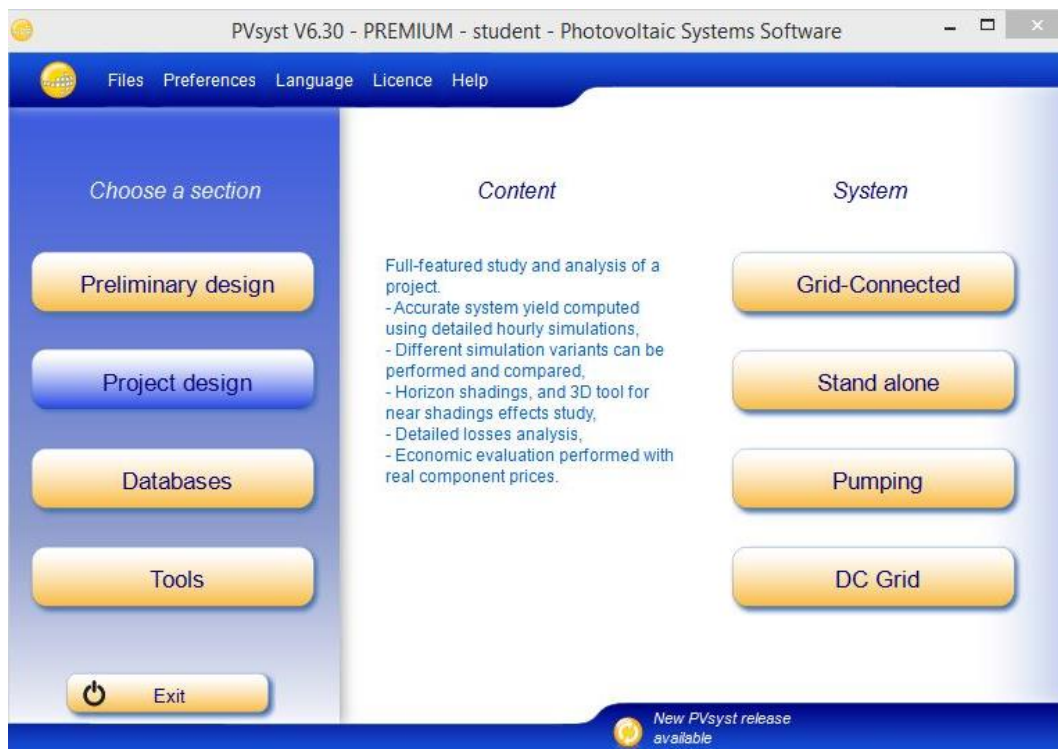 PVsyst V6.30 - PREMIUM - student - Photovoltaic Systems Software
Files Preferences Language Licence Help
Choose a section
Preliminary design
Project design
Databases
Tools
Exit
Content
Full-featured study and analysis of a
project.
- Accurate system yield computed
using detailed hourly simulations,
- Different simulation variants can be
performed and compared,
- Horizon shadings, and 3D tool for
near shadings effects study,
- Detailed losses analysis,
- Economic evaluation performed with
real component prices.
System
Grid-Connected
Stand alone
Pumping
DC Grid
New PVsyst release
available